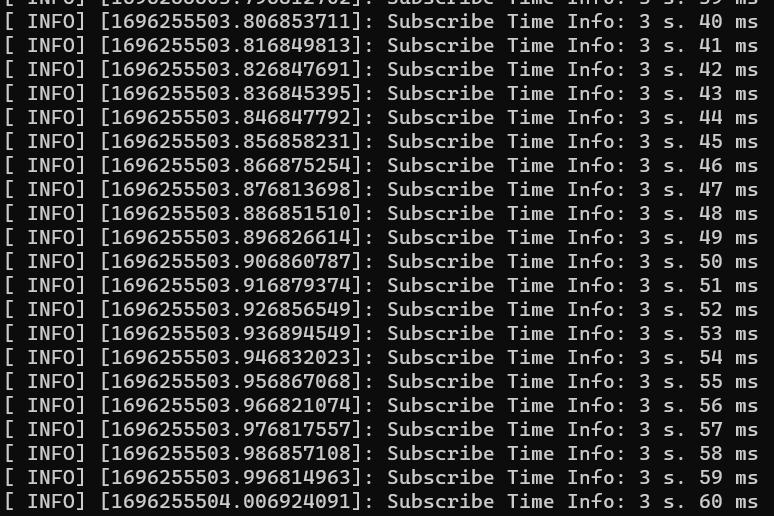 [ INFO] [1696255503.806853711]: Subscribe Time Info: 3 s. 40 ms
[ INFO] [1696255503.816849813]: Subscribe Time Info: 3 s. 41 ms
[ INFO] [1696255503.826847691]: Subscribe Time Info: 3 s. 42 ms
[ INFO] [1696255503.836845395]: Subscribe Time Info: 3 s. 43 ms
[ INFO] [1696255503.846847792]: Subscribe Time Info: 3 s. 44 ms
[ INFO] [1696255503.856858231]: Subscribe Time Info: 3 s. 45 ms
[ INFO] [1696255503.866875254]: Subscribe Time Info: 3 s. 46 ms
[ INFO] [1696255503.876813698]: Subscribe Time Info: 3 s. 47 ms
[ INFO] [1696255503.886851510]: Subscribe Time Info: 3 s. 48 ms
[ INFO] [1696255503.896826614]: Subscribe Time Info: 3 s. 49 ms
[ INFO] [1696255503.906860787]: Subscribe Time Info: 3 s. 50 ms
[ INFO] [1696255503.916879374]: Subscribe Time Info: 3 s. 51 ms
[ INFO] [1696255503.926856549]: Subscribe Time Info: 3 s. 52 ms
[ INFO] [1696255503.936894549]: Subscribe Time Info: 3 s. 53 ms
[ INFO] [1696255503.946832023]: Subscribe Time Info: 3 s. 54 ms
[ INFO] [1696255503.956867068]: Subscribe Time Info: 3 s. 55 ms
[ INFO] [1696255503.966821074]: Subscribe Time Info: 3 s. 56 ms
[ INFO] [1696255503.976817557]: Subscribe Time Info: 3 s. 57 ms
[ INFO] [1696255503.986857108]: Subscribe Time Info: 3 s. 58 ms
[ INFO] [1696255503.996814963]: Subscribe Time Info: 3 s. 59 ms
[ INFO] [1696255504.006924091]: Subscribe Time Info: 3 s. 60 ms